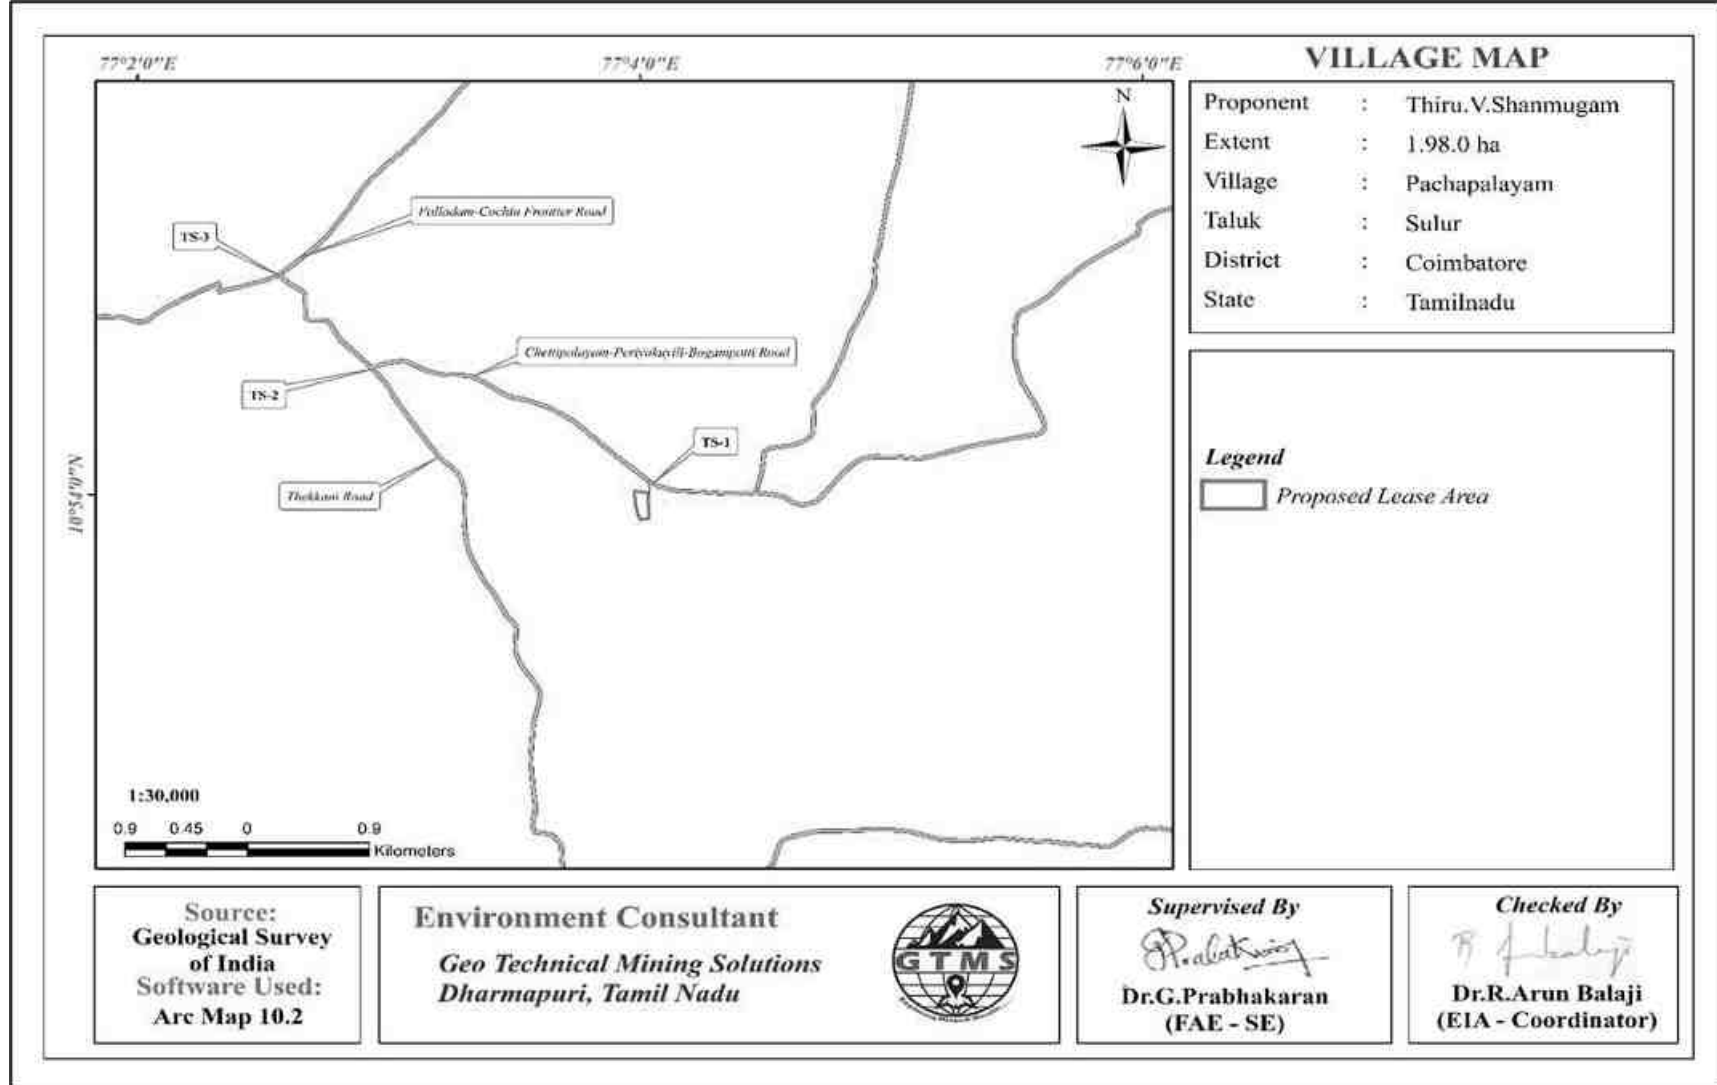 VILLAGE MAP
77°2'0"E 77°4'0"E 77°6'0"E
N
Proponent : Thiru.V.Shanmugam
Extent : 1.98.0 ha
Village : Pachapalayam
Taluk : Sulur
District : Coimbatore
State : Tamilnadu
Palladam-Cochin Frontier Road
TS-3
Road
TS-2
TS-1
Thekkani Road
10°54'0"N
Legend
Proposed Lease Area
1:30,000
0.9 0.45 0 0.9
Kilometers
Source:
Geological Survey
of India
Software Used:
Arc Map 10.2
Environment Consultant
Geo Technical Mining Solutions
Dharmapuri, Tamil Nadu
GTMS
Supervised By
Dr.G.Prabhakaran
(FAE - SE)
Checked By
Dr.R.Arun Balaji
(EIA - Coordinator)